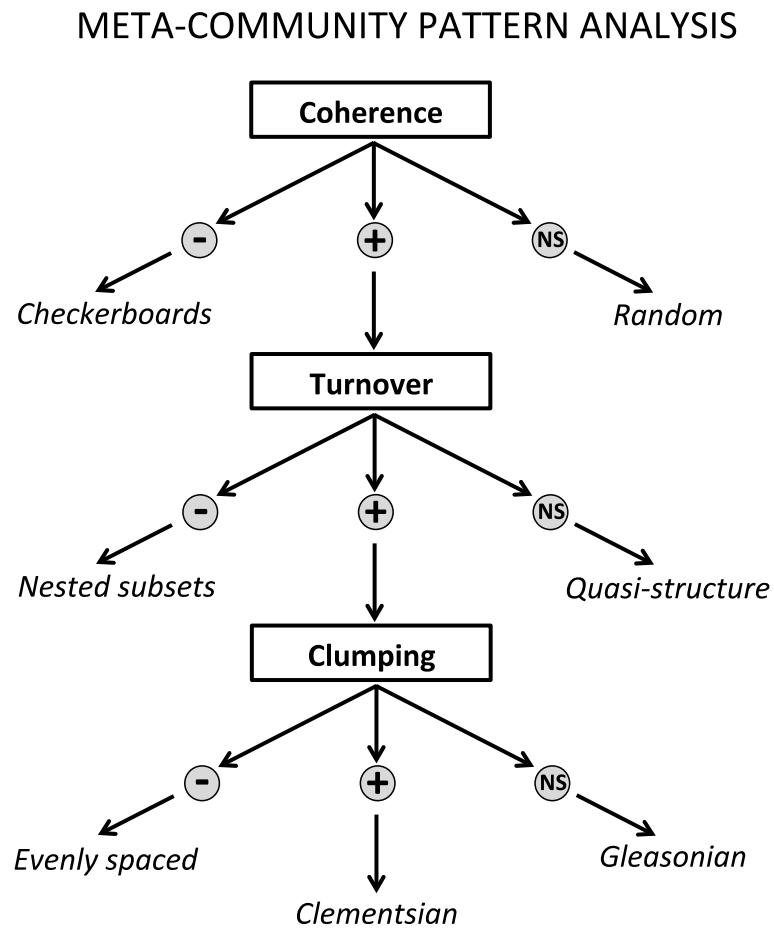 META-COMMUNITY PATTERN ANALYSIS
Coherence
- + NS
Checkerboards Random
Turnover
- + NS
Nested subsets Quasi-structure
Clumping
- + NS
Evenly spaced Gleasonian
Clementsian